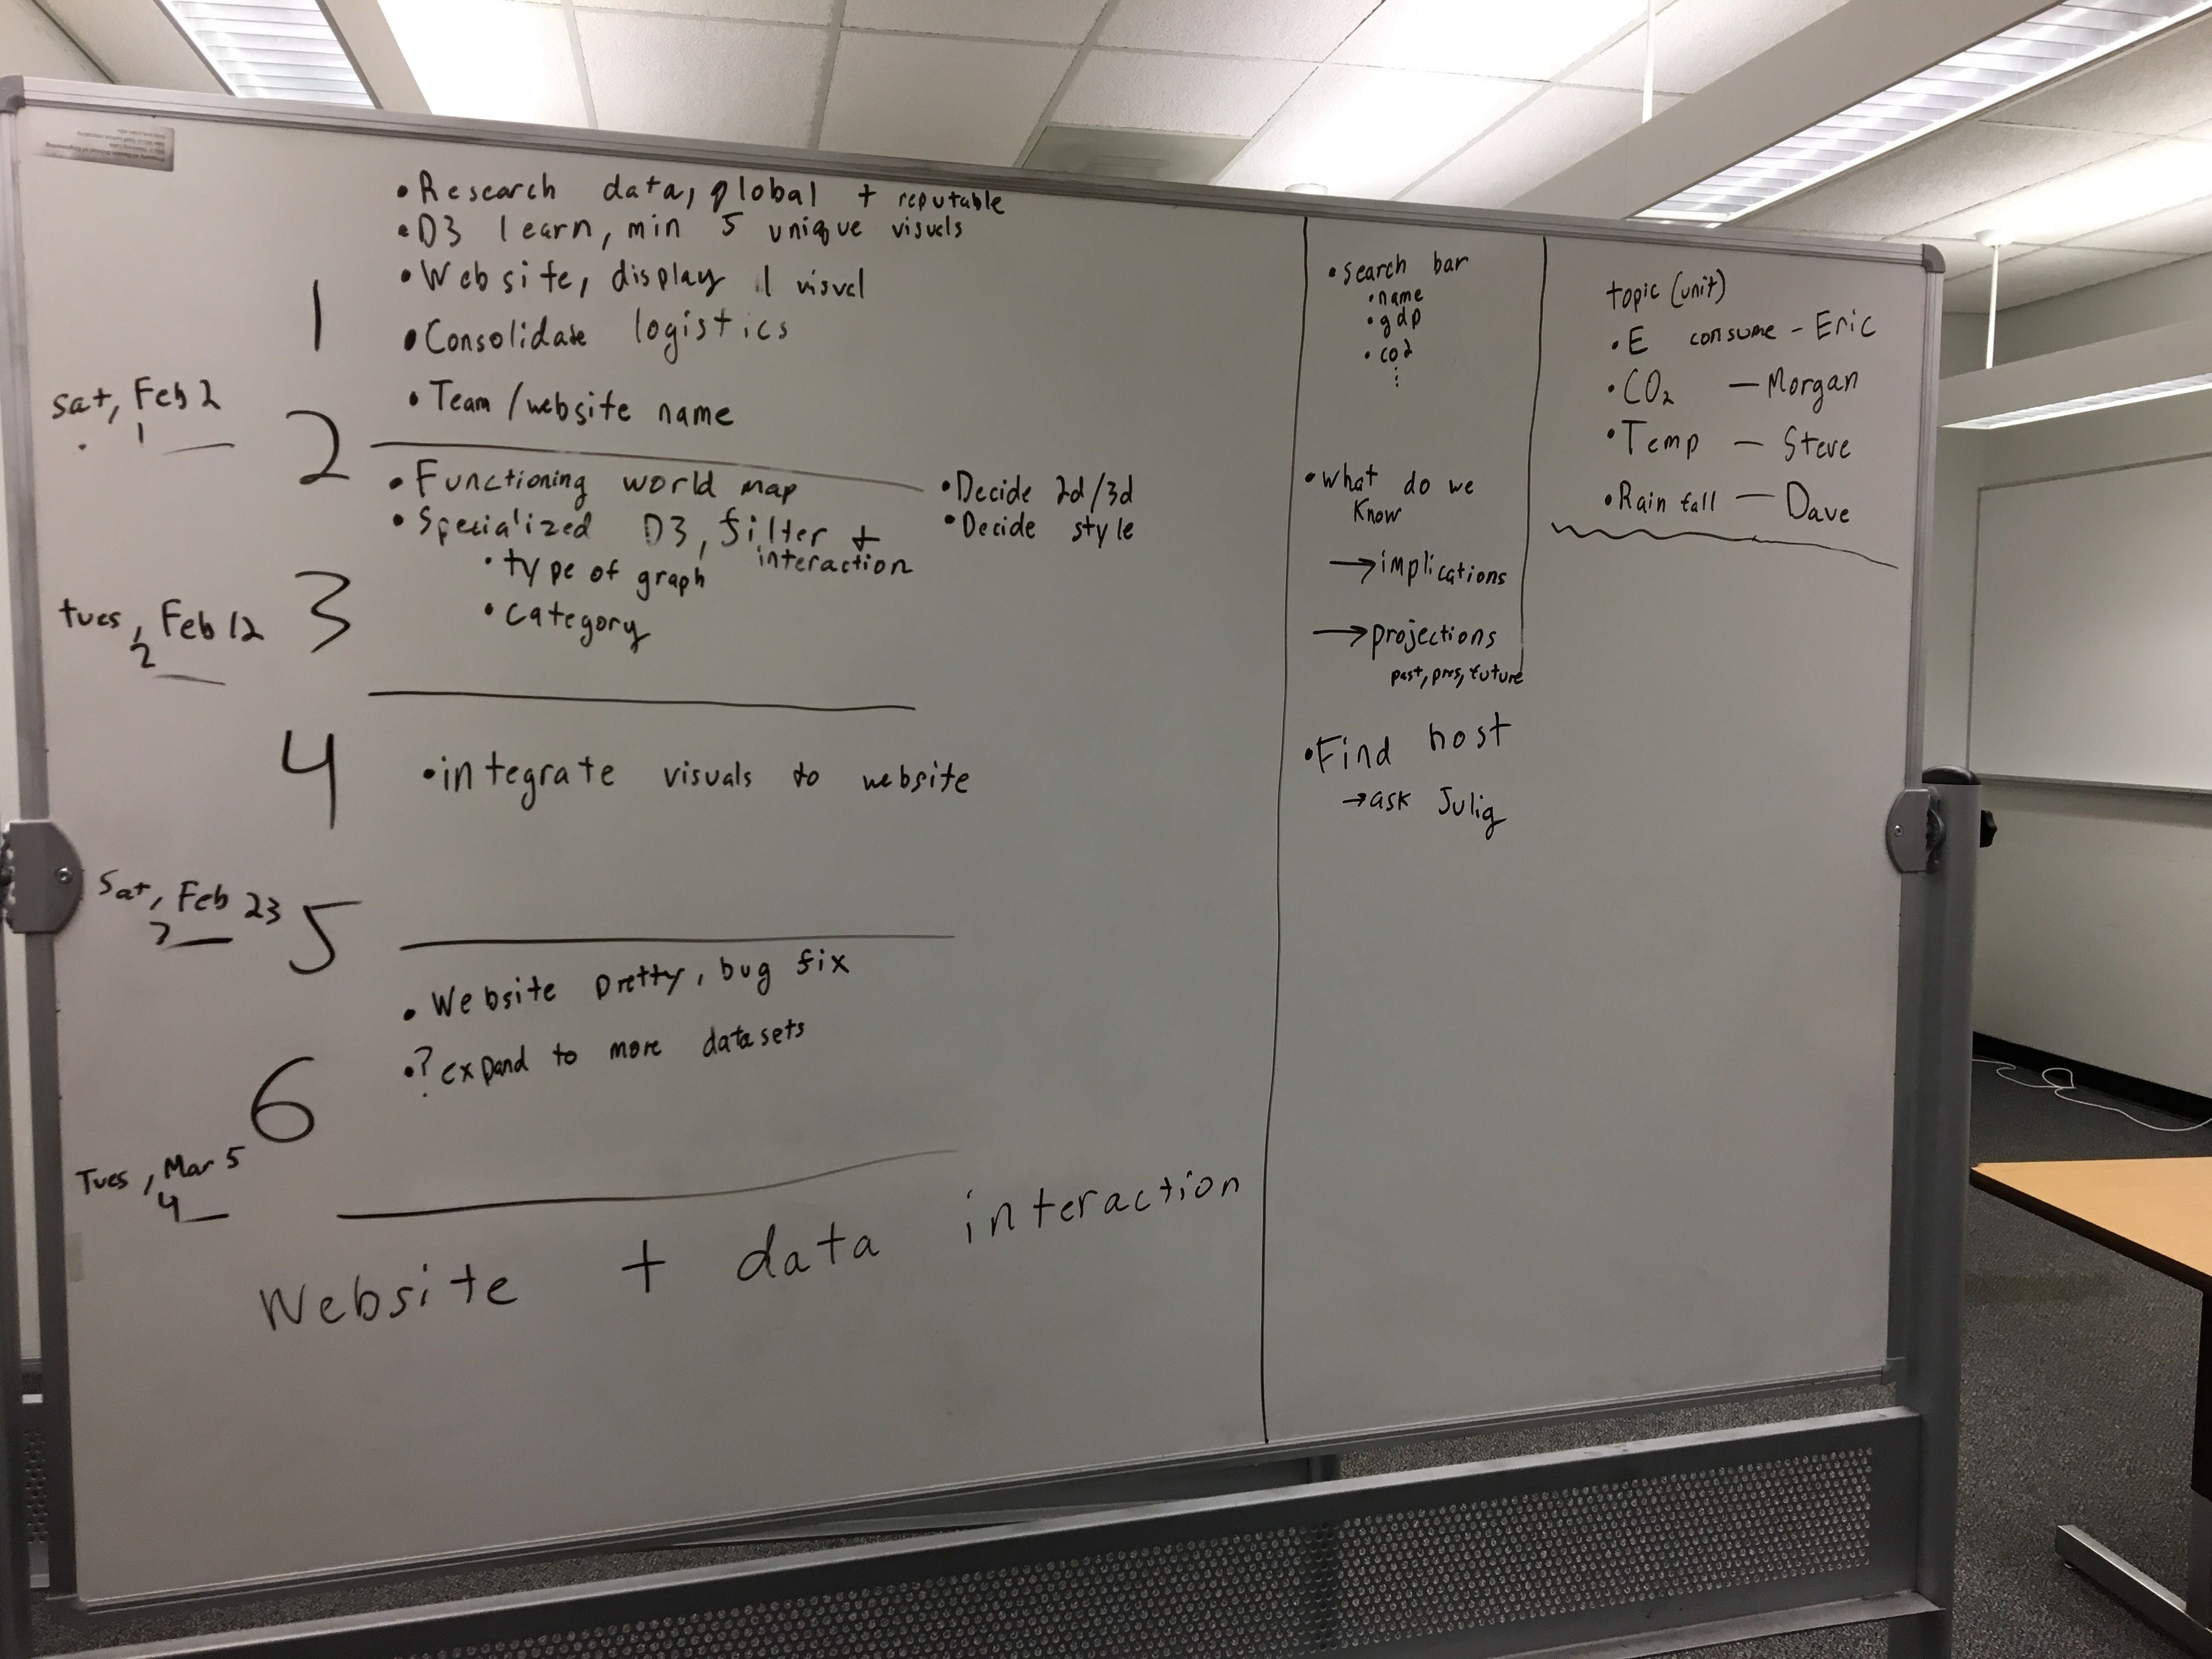 • Research data, global + reputable
• D3 learn, min 5 unique visuals
• Website, display 1 visual
1
• Consolidate logistics
• Team/website name
Sat, Feb 2
1
2
• Functioning world map
• Specialized D3, filter +
interaction
• type of graph
• category
• Decide 2d/3d
• Decide style
3
tues, Feb 12
2
4
• integrate visuals to website
Sat, Feb 23
3
5
• Website pretty, bug fix
•? expand to more datasets
6
Tues, Mar 5
4
Website + data interaction
• search bar
• name
• gdp
• co2
⋮
• what do we
know
→ implications
→ projections
past, pres, future
• Find host
→ ask Julig
topic (unit)
• E consume - Eric
• CO₂ — Morgan
• Temp — Steve
• Rain fall — Dave